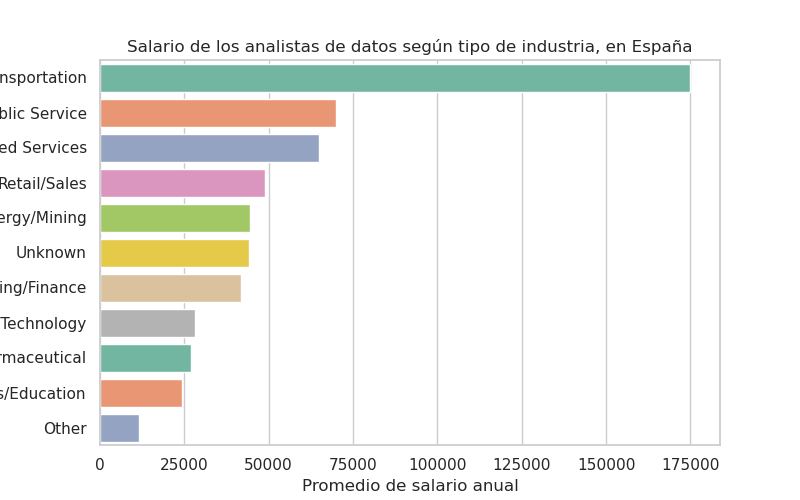 Salario de los analistas de datos según tipo de industria, en España
nsportation
blic Service
ed Services
Retail/Sales
ergy/Mining
Unknown
ing/Finance
Technology
rmaceutical
s/Education
Other
0 25000 50000 75000 100000 125000 150000 175000
Promedio de salario anual